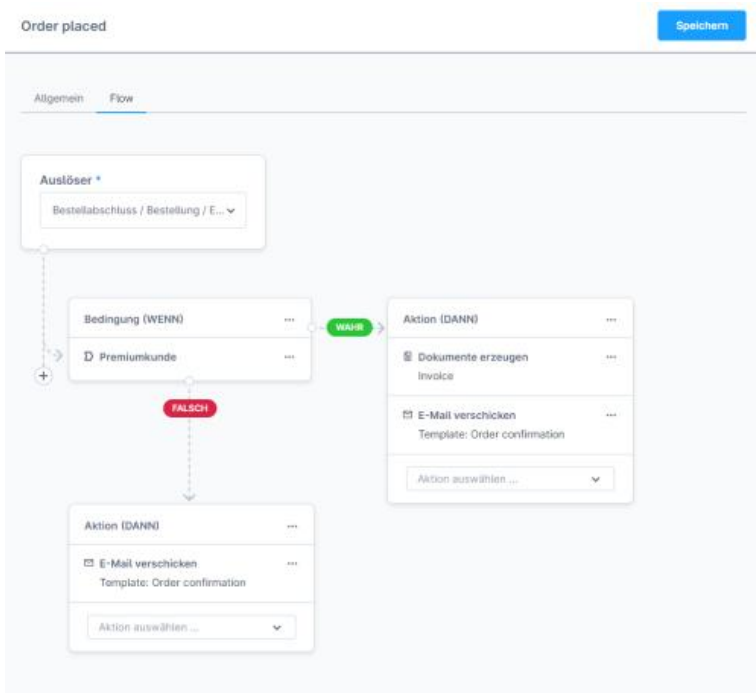 Order placed
Speichern
Allgemein
Flow
Auslöser *
Bestellabschluss / Bestellung / E...
Bedingung (WENN)
Premiumkunde
WAHR
FALSCH
Aktion (DANN)
Dokumente erzeugen
Invoice
E-Mail verschicken
Template: Order confirmation
Aktion auswählen ...
Aktion (DANN)
E-Mail verschicken
Template: Order confirmation
Aktion auswählen ...